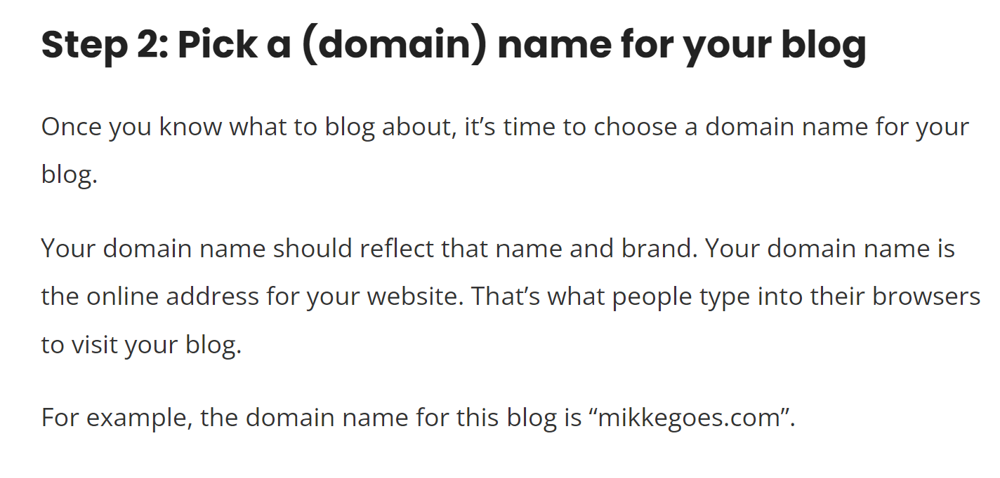 Step 2: Pick a (domain) name for your blog
Once you know what to blog about, it’s time to choose a domain name for your
blog.
Your domain name should reflect that name and brand. Your domain name is
the online address for your website. That’s what people type into their browsers
to visit your blog.
For example, the domain name for this blog is “mikkegoes.com”.